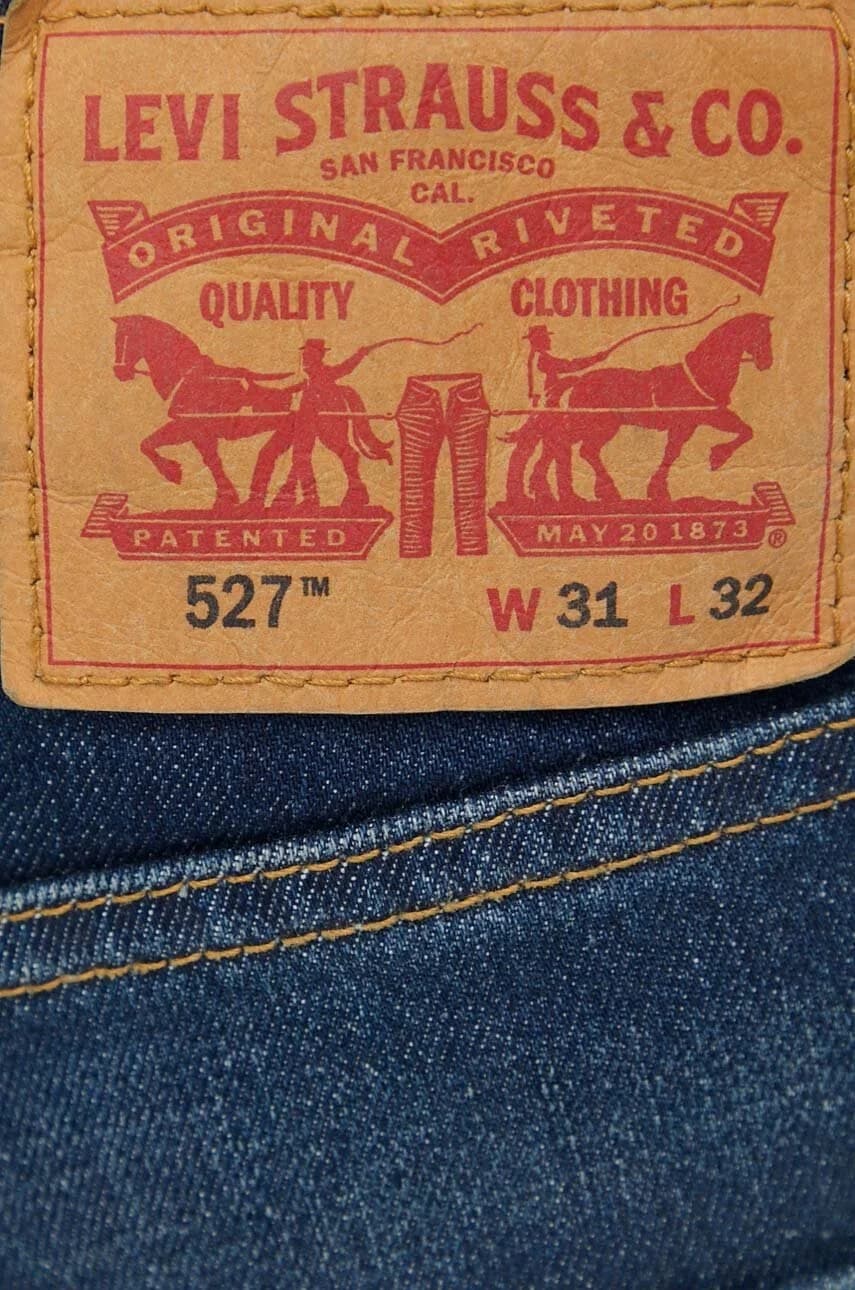 LEVI STRAUSS & CO.
SAN FRANCISCO
CAL.
ORIGINAL RIVETED
QUALITY CLOTHING
PATENTED MAY 20 1873 ®
527™ W 31 L 32